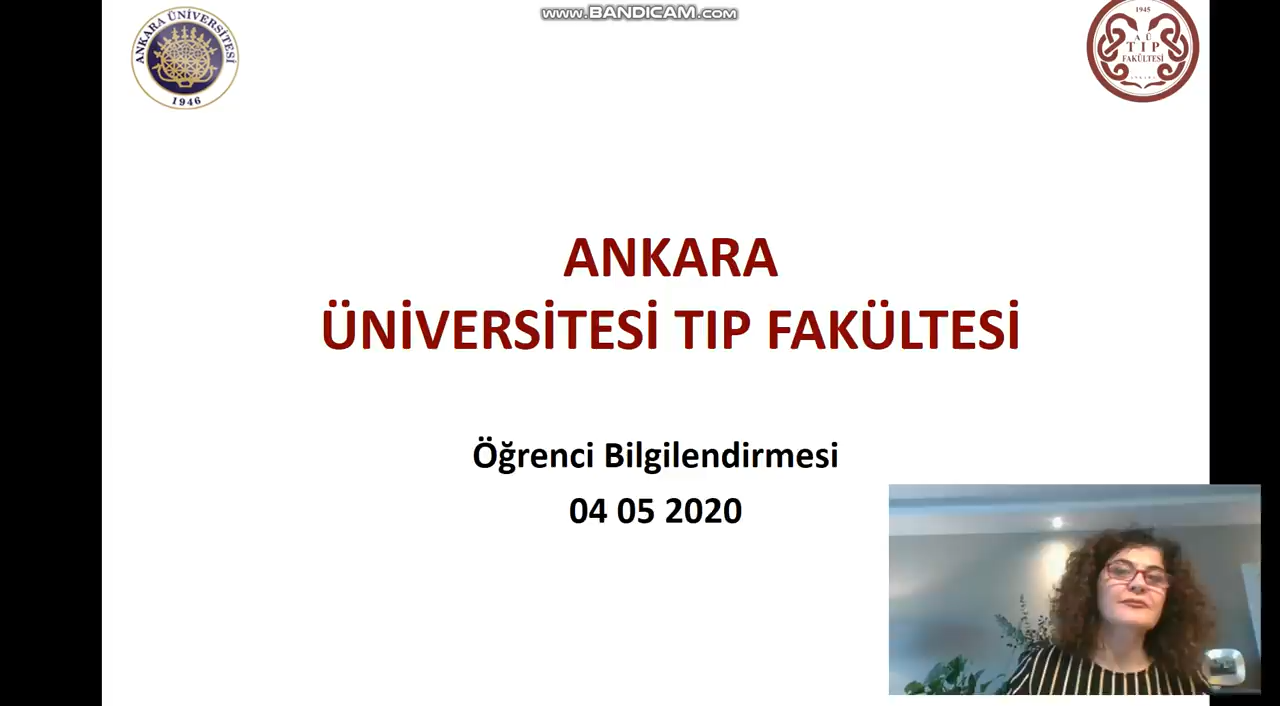 www.BANDICAM.com
ANKARA ÜNİVERSİTESİ
1946
1945
A Ü
TIP
FAKÜLTESİ
ANKARA
ANKARA
ÜNİVERSİTESİ TIP FAKÜLTESİ
Öğrenci Bilgilendirmesi
04 05 2020